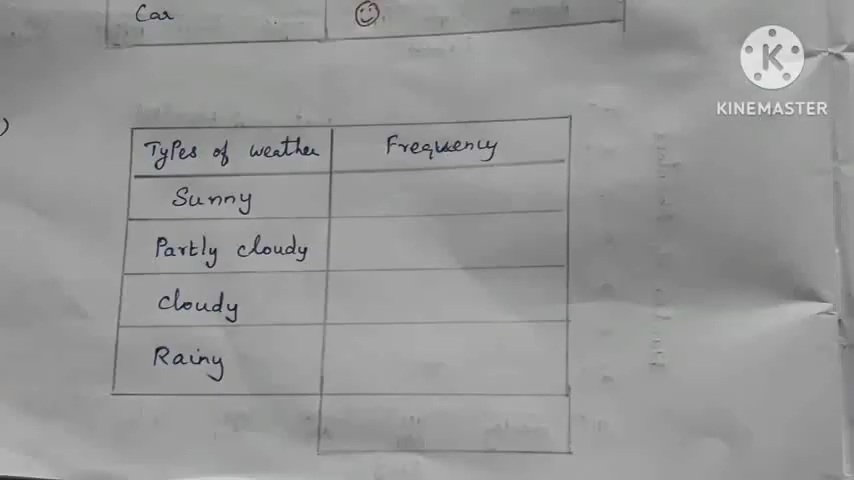 Car
)
Types of weather Frequency
Sunny
Partly cloudy
cloudy
Rainy
K
KINEMASTER